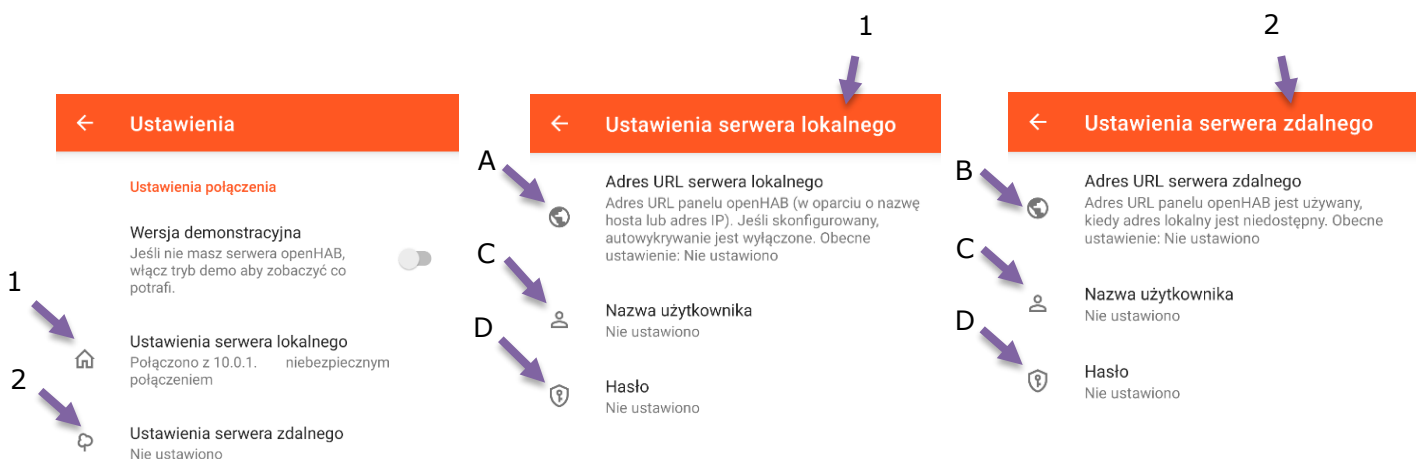 1
2
Ustawienia
Ustawienia połączenia
Wersja demonstracyjna
Jeśli nie masz serwera openHAB,
włącz tryb demo aby zobaczyć co
potrafi.
1
Ustawienia serwera lokalnego
Połączono z 10.0.1. niebezpiecznym
połączeniem
2
Ustawienia serwera zdalnego
Nie ustawiono
Ustawienia serwera lokalnego
A
Adres URL serwera lokalnego
Adres URL panelu openHAB (w oparciu o nazwę
hosta lub adres IP). Jeśli skonfigurowany,
autowykrywanie jest wyłączone. Obecne
ustawienie: Nie ustawiono
C
Nazwa użytkownika
Nie ustawiono
D
Hasło
Nie ustawiono
Ustawienia serwera zdalnego
B
Adres URL serwera zdalnego
Adres URL panelu openHAB jest używany,
kiedy adres lokalny jest niedostępny. Obecne
ustawienie: Nie ustawiono
C
Nazwa użytkownika
Nie ustawiono
D
Hasło
Nie ustawiono